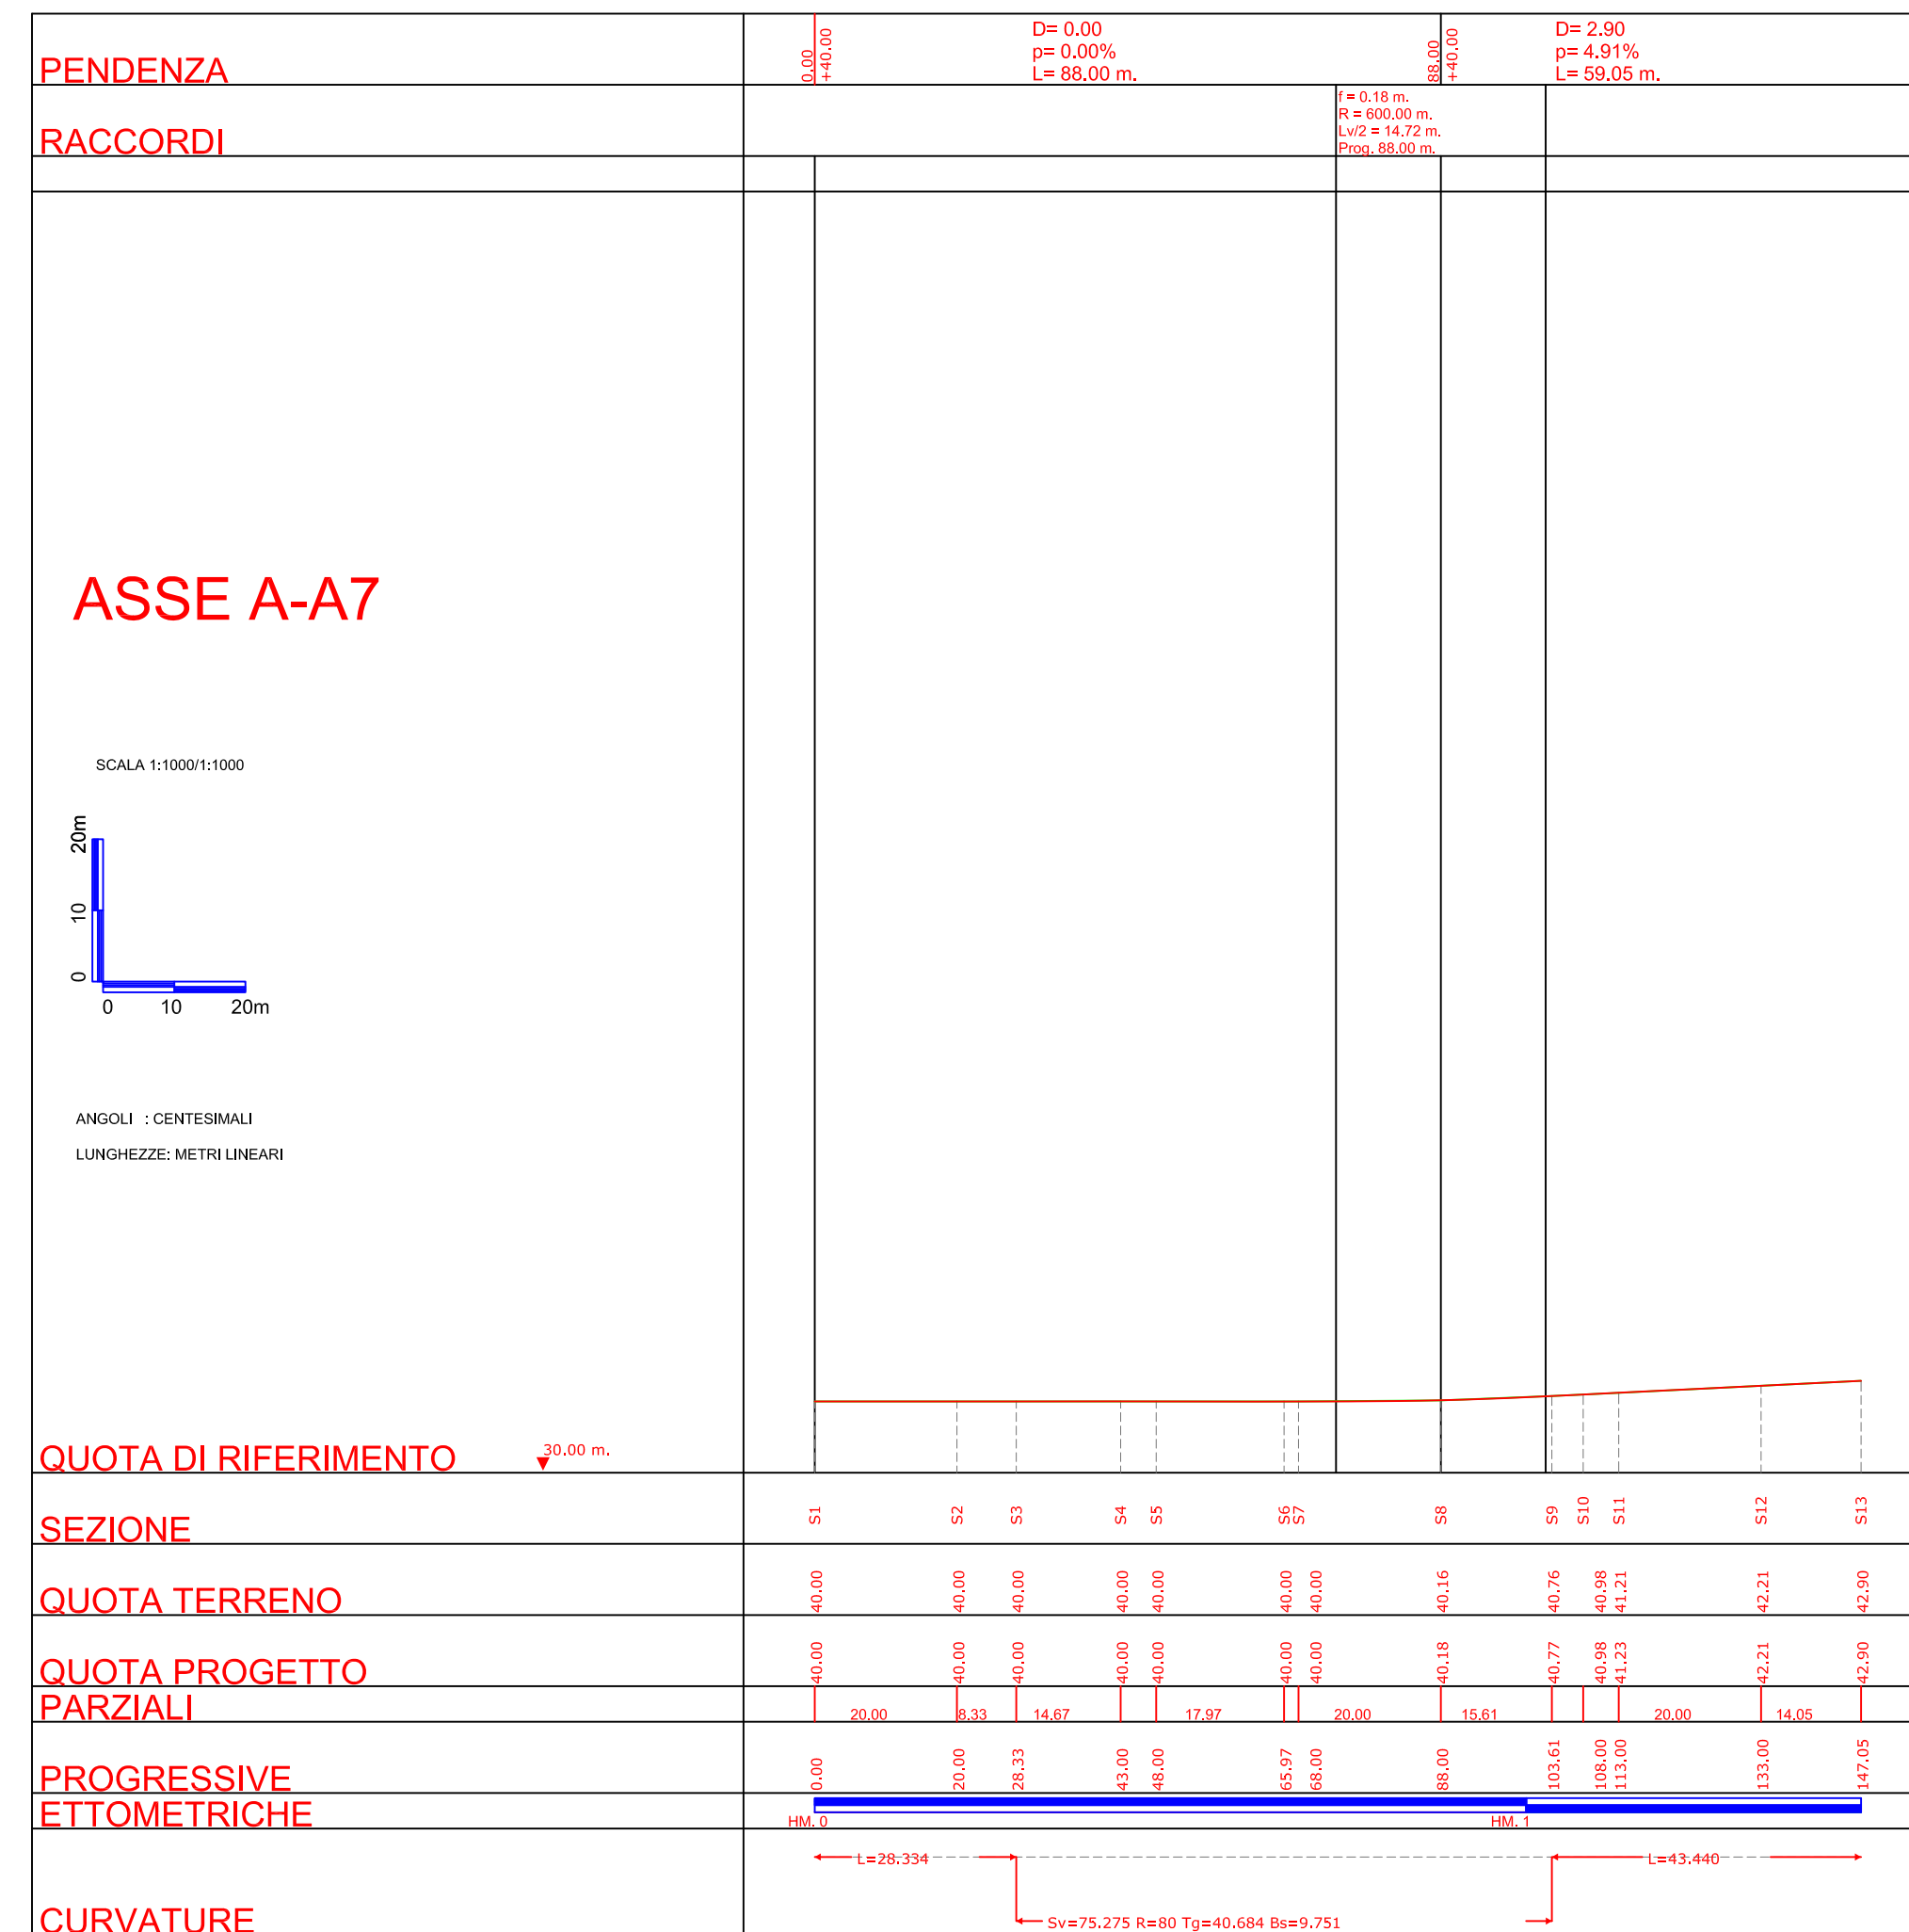 PENDENZA
0.00
+40.00
D= 0.00
p= 0.00%
L= 88.00 m.
88.00
+40.00
D= 2.90
p= 4.91%
L= 59.05 m.
RACCORDI
f = 0.18 m.
R = 600.00 m.
Lv/2 = 14.72 m.
Prog. 88.00 m.
ASSE A-A7
SCALA 1:1000/1:1000
20m
10
0
0 10 20m
ANGOLI : CENTESIMALI
LUNGHEZZE: METRI LINEARI
QUOTA DI RIFERIMENTO 30.00 m.
SEZIONE S1 S2 S3 S4 S5 S6 S7 S8 S9 S10 S11 S12 S13
QUOTA TERRENO 40.00 40.00 40.00 40.00 40.00 40.00 40.00 40.16 40.76 40.98 41.21 42.21 42.90
QUOTA PROGETTO 40.00 40.00 40.00 40.00 40.00 40.00 40.00 40.18 40.77 40.98 41.23 42.21 42.90
PARZIALI 20.00 8.33 14.67 17.97 20.00 15.61 20.00 14.05
PROGRESSIVE 0.00 20.00 28.33 43.00 48.00 65.97 68.00 88.00 103.61 108.00 113.00 133.00 147.05
ETTOMETRICHE HM. 0 HM. 1
L=28.334 L=43.440
CURVATURE Sv=75.275 R=80 Tg=40.684 Bs=9.751